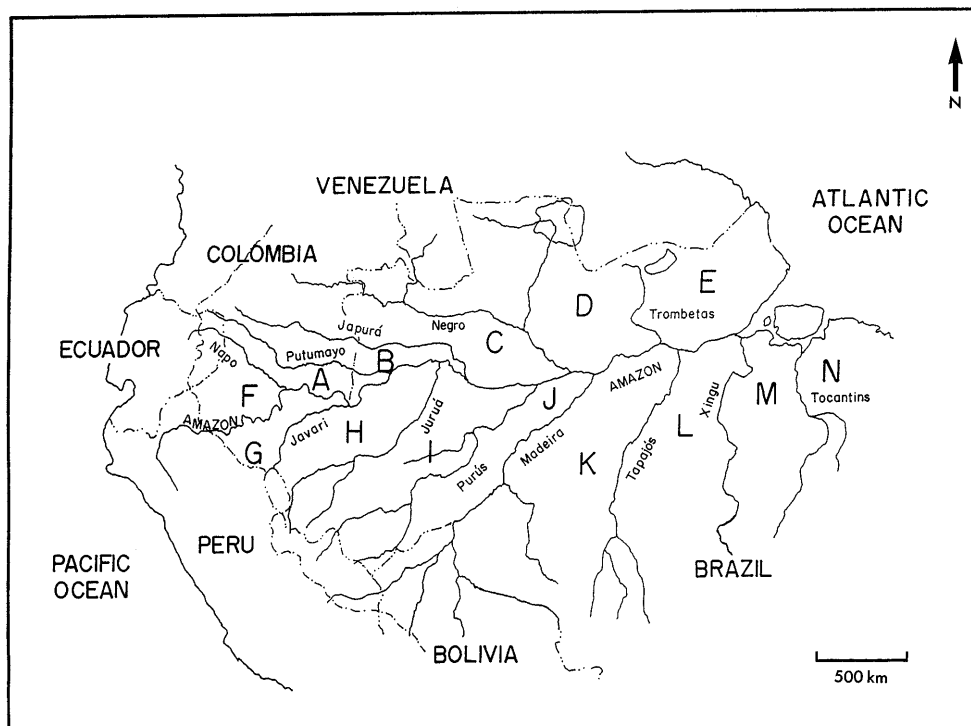 N
VENEZUELA
ATLANTIC
OCEAN
COLOMBIA
E
D
Trombetas
Japurá
Negro
C
ECUADOR
Napo
Putumayo
B
A
F
AMAZON
AMAZON
J
Xingu
M
N
Tocantins
Javari
H
Juruá
G
I
L
Madeira
Tapajós
K
Purús
PERU
PACIFIC
OCEAN
BRAZIL
BOLIVIA
500 km